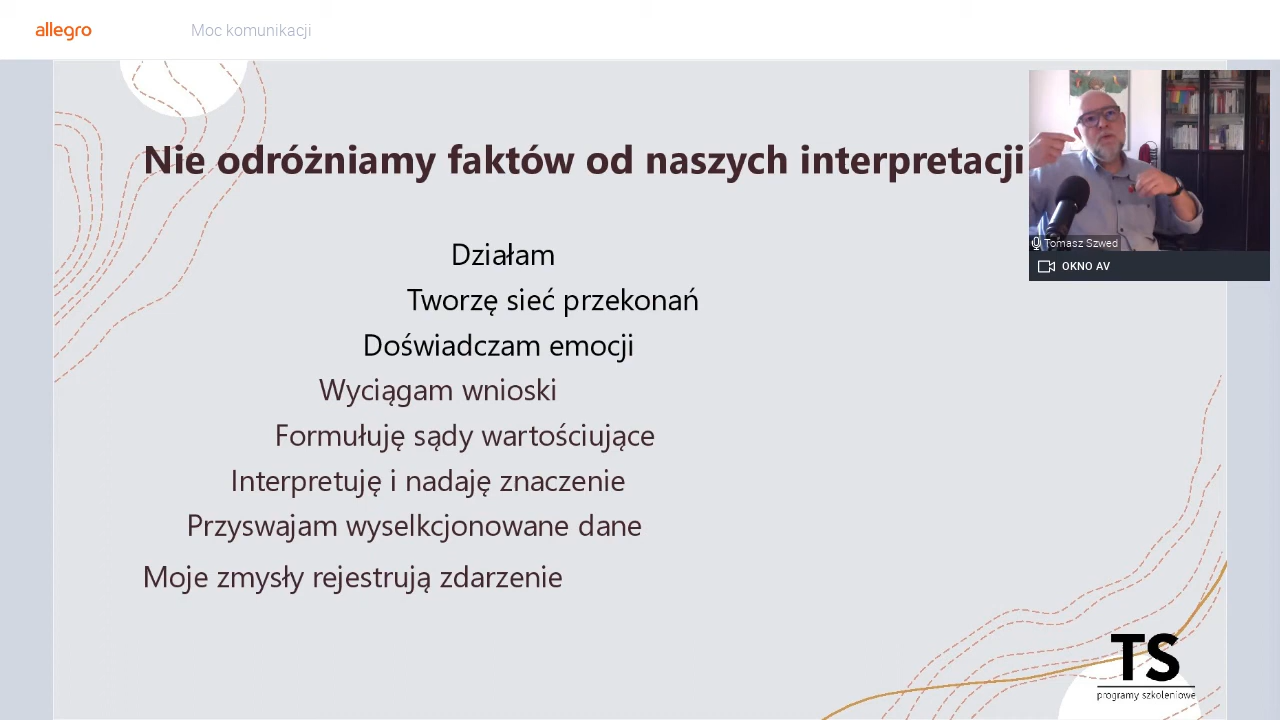 allegro
Moc komunikacji
Nie odróżniamy faktów od naszych interpretacji
Działam
Tworzę sieć przekonań
Doświadczam emocji
Wyciągam wnioski
Formułuję sądy wartościujące
Interpretuję i nadaję znaczenie
Przyswajam wyselkcjonowane dane
Moje zmysły rejestrują zdarzenie
Tomasz Szwed
OKNO AV
TS
programy szkoleniowe